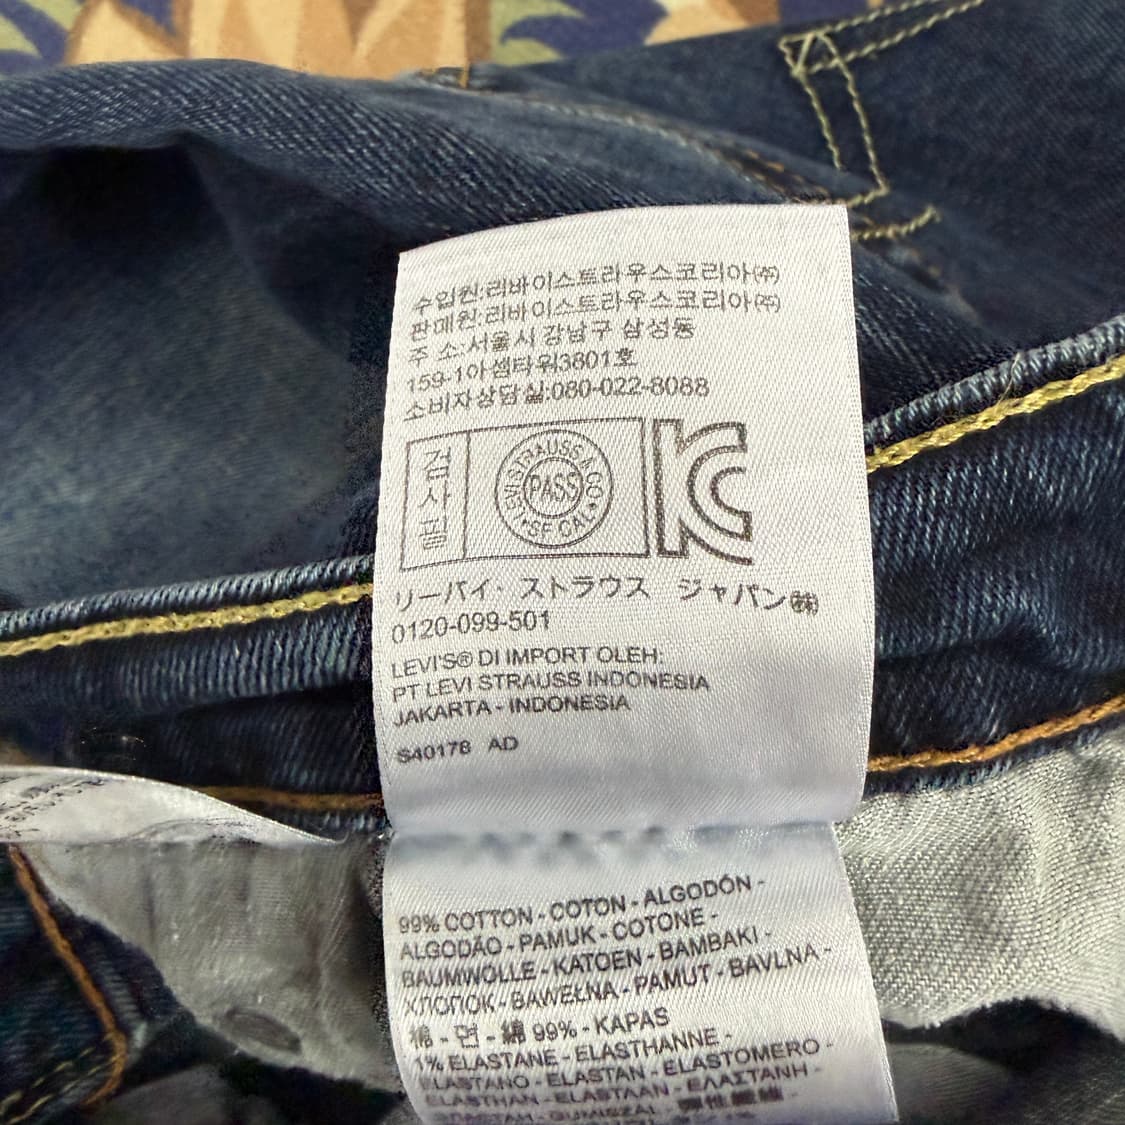 수입원:리바이스트라우스코리아(주)
판매원:리바이스트라우스코리아(주)
주 소:서울시 강남구 삼성동
159-1아셈타워3801호
소비자상담실:080-022-8088
검사필
LEVI STRAUSS & CO.
PASS
SF CAL
KC
リーバイ・ストラウス ジャパン㈱
0120-099-501
LEVI'S® DI IMPORT OLEH:
PT LEVI STRAUSS INDONESIA
JAKARTA - INDONESIA
S40178 AD
99% COTTON - COTON - ALGODÓN -
ALGODÃO - PAMUK - COTONE -
BAUMWOLLE - KATOEN - BAMBAKI -
ХЛОПОК - BAWEŁNA - PAMUT - BAVLNA -
棉 - 면 - 綿 99% - KAPAS
1% ELASTANE - ELASTHANNE -
ELASTANO - ELASTAN - ELASTOMERO -
ELASTHAN - ELASTAAN - ΕΛΑΣΤΑΝΗ -